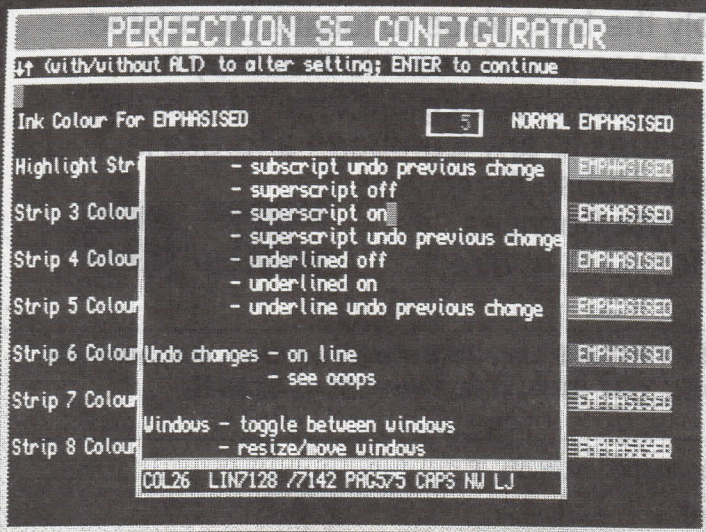 PERFECTION SE CONFIGURATOR
↓↑ (with/without ALT) to alter setting; ENTER to continue
Ink Colour For EMPHASISED 5 NORMAL EMPHASISED
Highlight Stri EMPHASISED
Strip 3 Colour EMPHASISED
Strip 4 Colour EMPHASISED
Strip 5 Colour EMPHASISED
Strip 6 Colour EMPHASISED
Strip 7 Colour EMPHASISED
Strip 8 Colour EMPHASISED
- subscript undo previous change
- superscript off
- superscript on
- superscript undo previous change
- underlined off
- underlined on
- underline undo previous change
Undo changes - on line
- see ooops
Windows - toggle between windows
- resize/move windows
COL26 LIN7128 /7142 PAG575 CAPS NW LJ